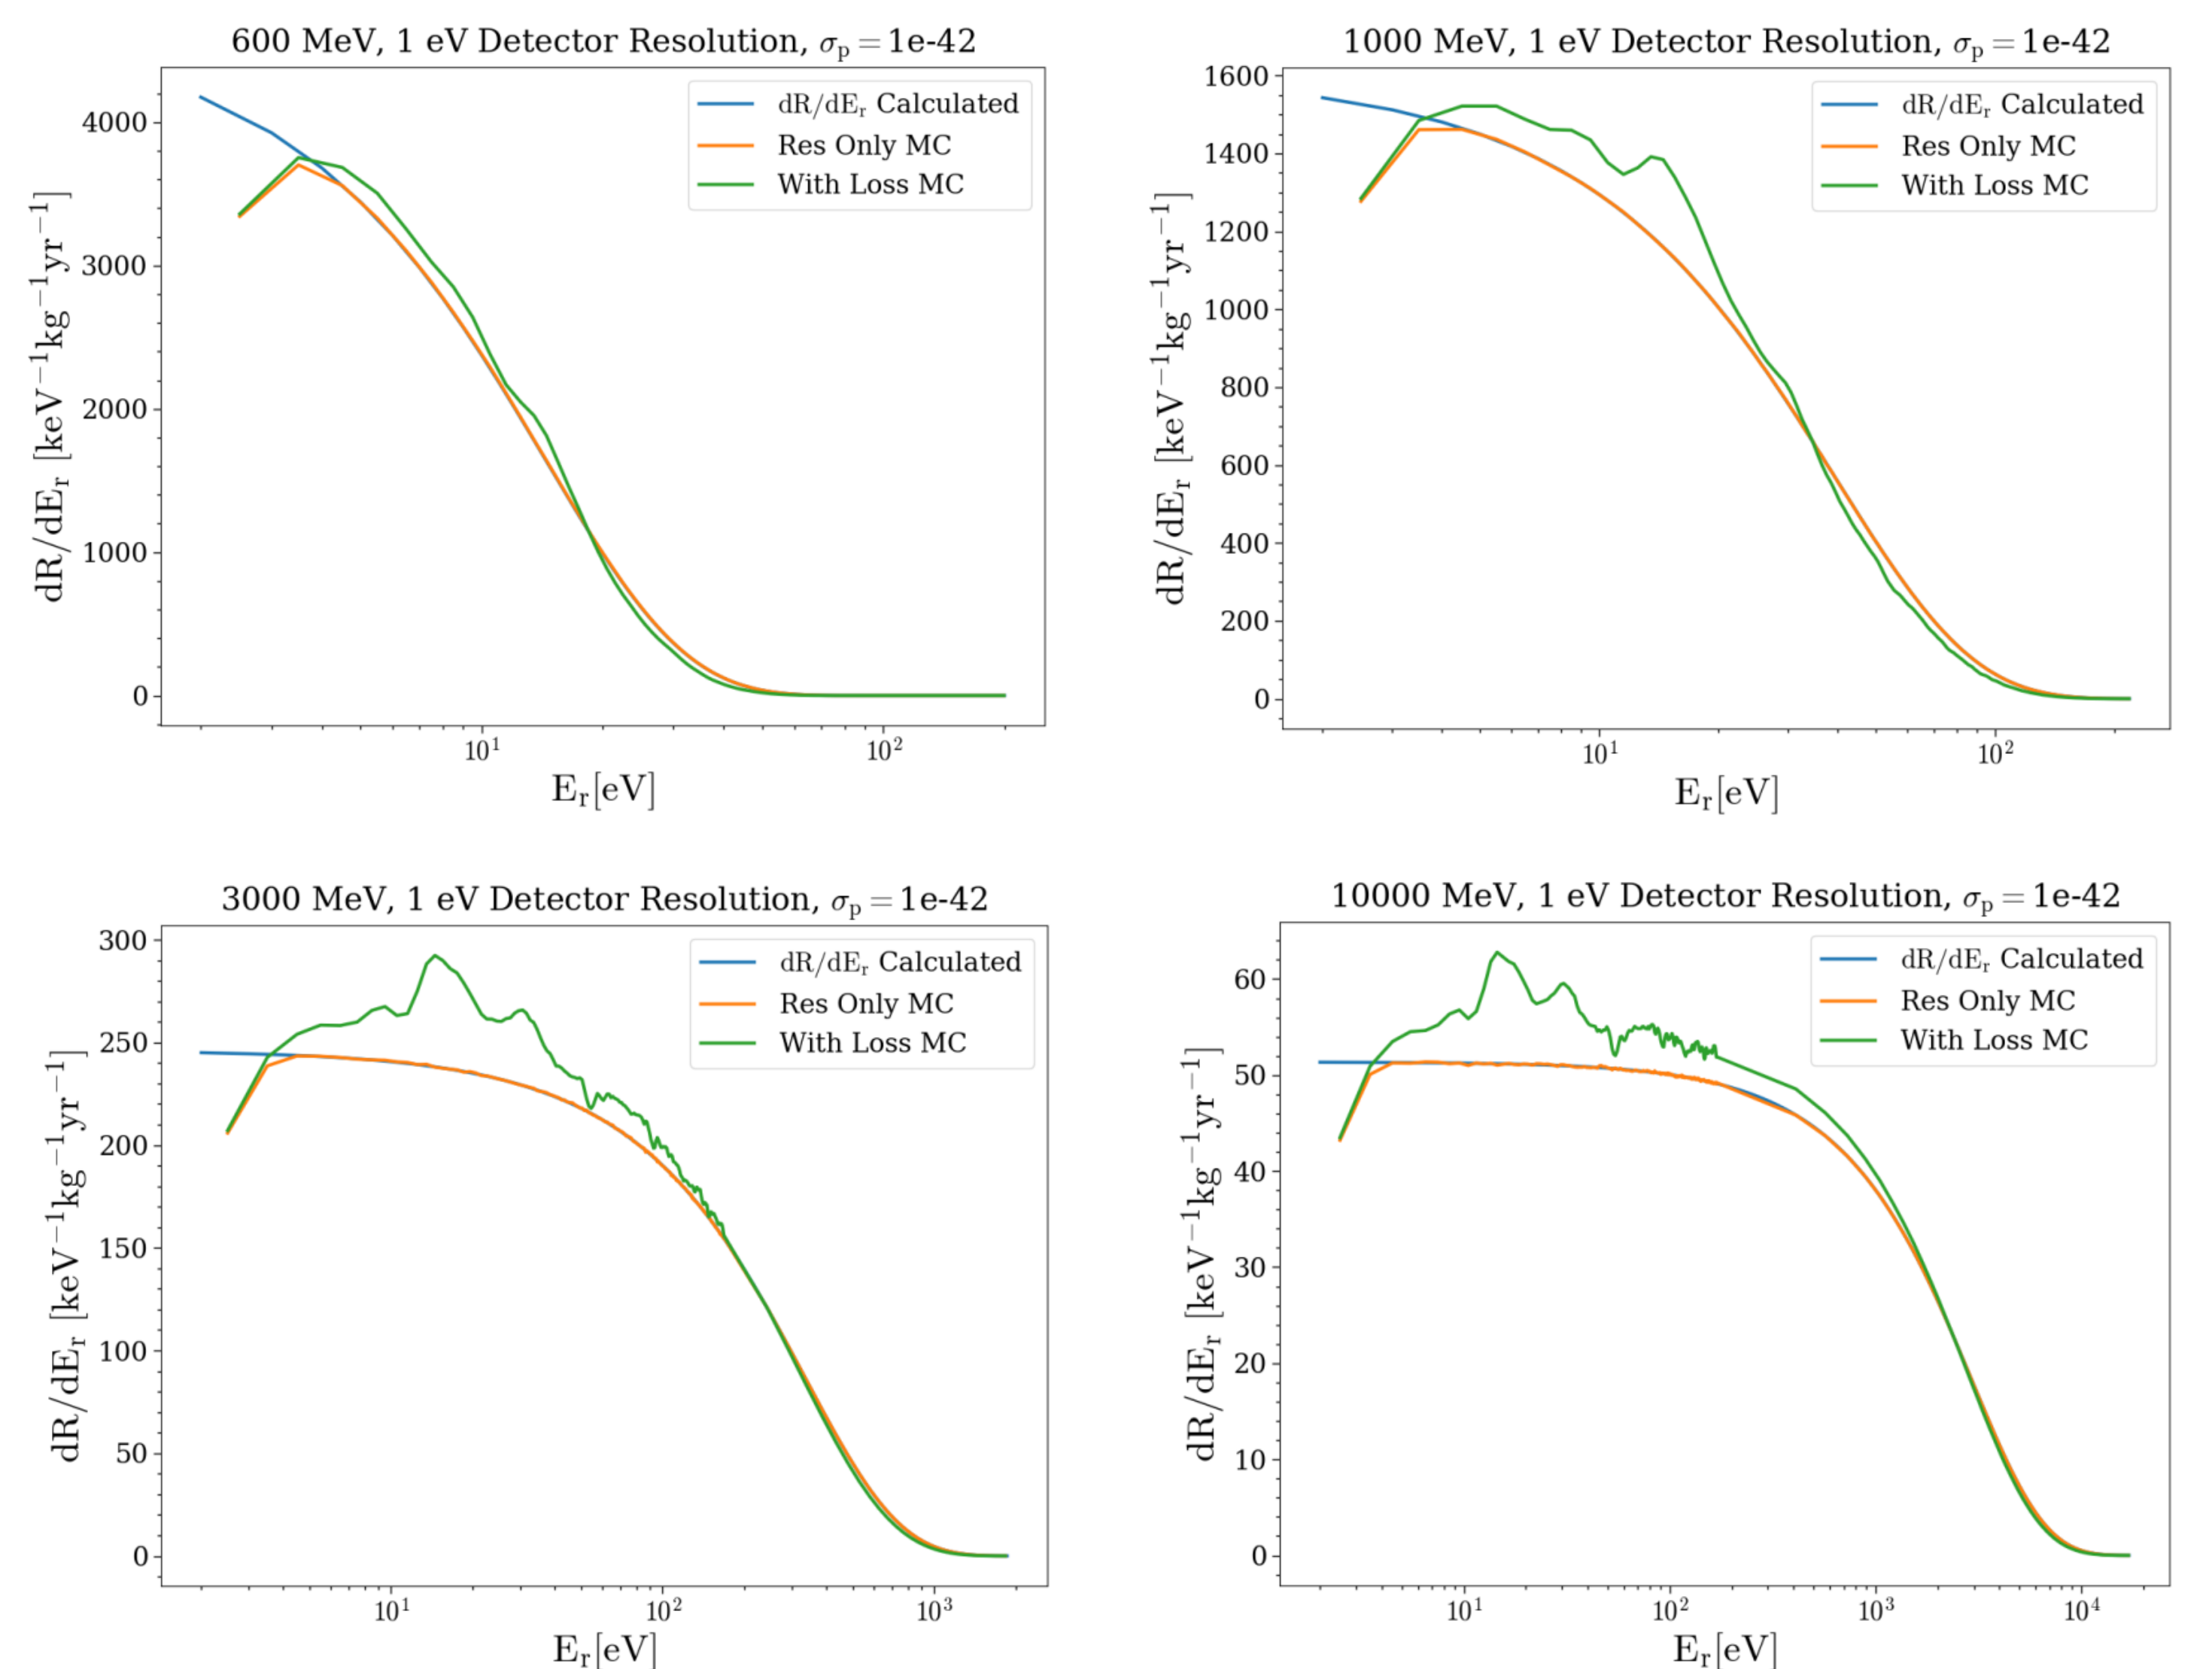 600 MeV, 1 eV Detector Resolution, σp = 1e-42
dR/dEr [keV−1kg−1yr−1]
4000
3000
2000
1000
0
dR/dEr Calculated
Res Only MC
With Loss MC
10^1
10^2
Er[eV]
1000 MeV, 1 eV Detector Resolution, σp = 1e-42
dR/dEr [keV−1kg−1yr−1]
1600
1400
1200
1000
800
600
400
200
0
dR/dEr Calculated
Res Only MC
With Loss MC
10^1
10^2
Er[eV]
3000 MeV, 1 eV Detector Resolution, σp = 1e-42
dR/dEr [keV−1kg−1yr−1]
300
250
200
150
100
50
0
dR/dEr Calculated
Res Only MC
With Loss MC
10^1
10^2
10^3
Er[eV]
10000 MeV, 1 eV Detector Resolution, σp = 1e-42
dR/dEr [keV−1kg−1yr−1]
60
50
40
30
20
10
0
dR/dEr Calculated
Res Only MC
With Loss MC
10^1
10^2
10^3
10^4
Er[eV]